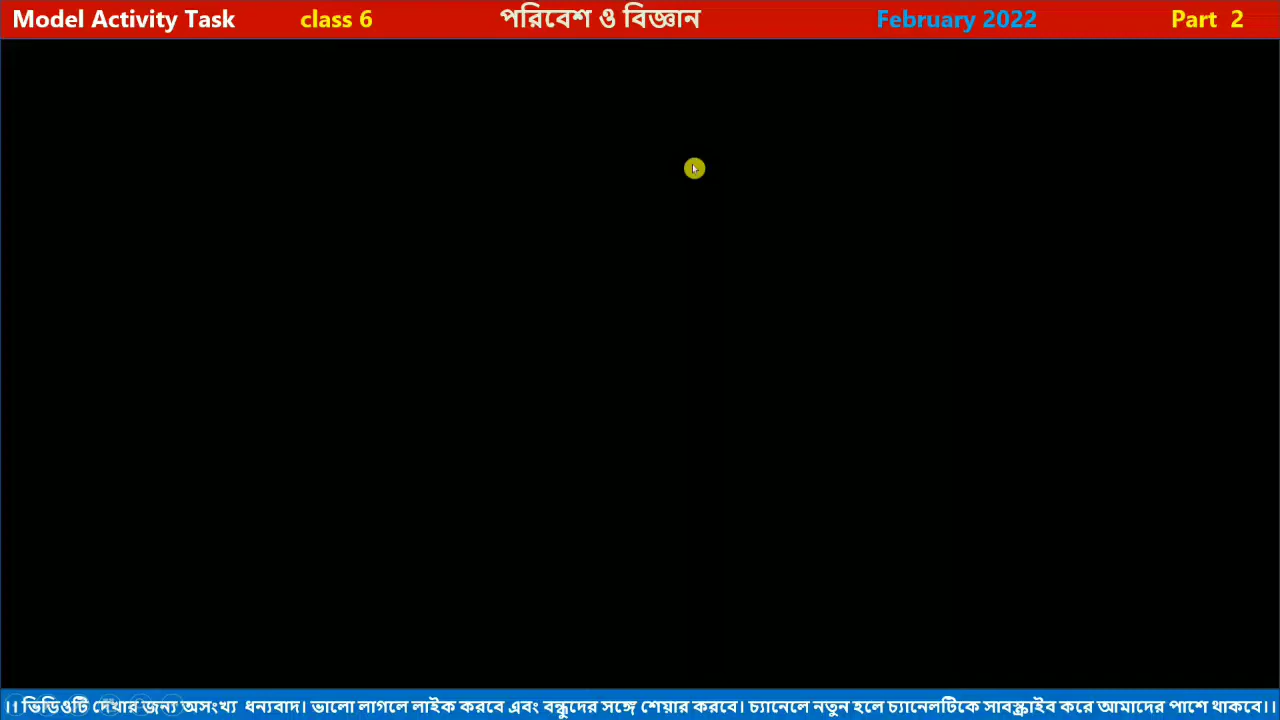 Model Activity Task class 6 পরিবেশ ও বিজ্ঞান February 2022 Part 2
।। ভিডিওটি দেখার জন্য অসংখ্য ধন্যবাদ। ভালো লাগলে লাইক করবে এবং বন্ধুদের সঙ্গে শেয়ার করবে। চ্যানেলে নতুন হলে চ্যানেলটিকে সাবস্ক্রাইব করে আমাদের পাশে থাকবে।।